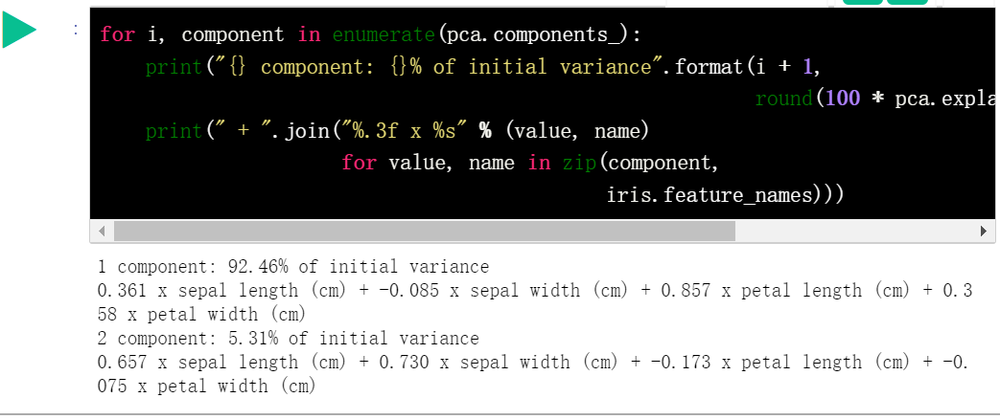 :
for i, component in enumerate(pca.components_):
print("{} component: {}% of initial variance".format(i + 1,
round(100 * pca.expla
print(" + ".join("%.3f x %s" % (value, name)
for value, name in zip(component,
iris.feature_names)))
1 component: 92.46% of initial variance
0.361 x sepal length (cm) + -0.085 x sepal width (cm) + 0.857 x petal length (cm) + 0.3
58 x petal width (cm)
2 component: 5.31% of initial variance
0.657 x sepal length (cm) + 0.730 x sepal width (cm) + -0.173 x petal length (cm) + -0.
075 x petal width (cm)